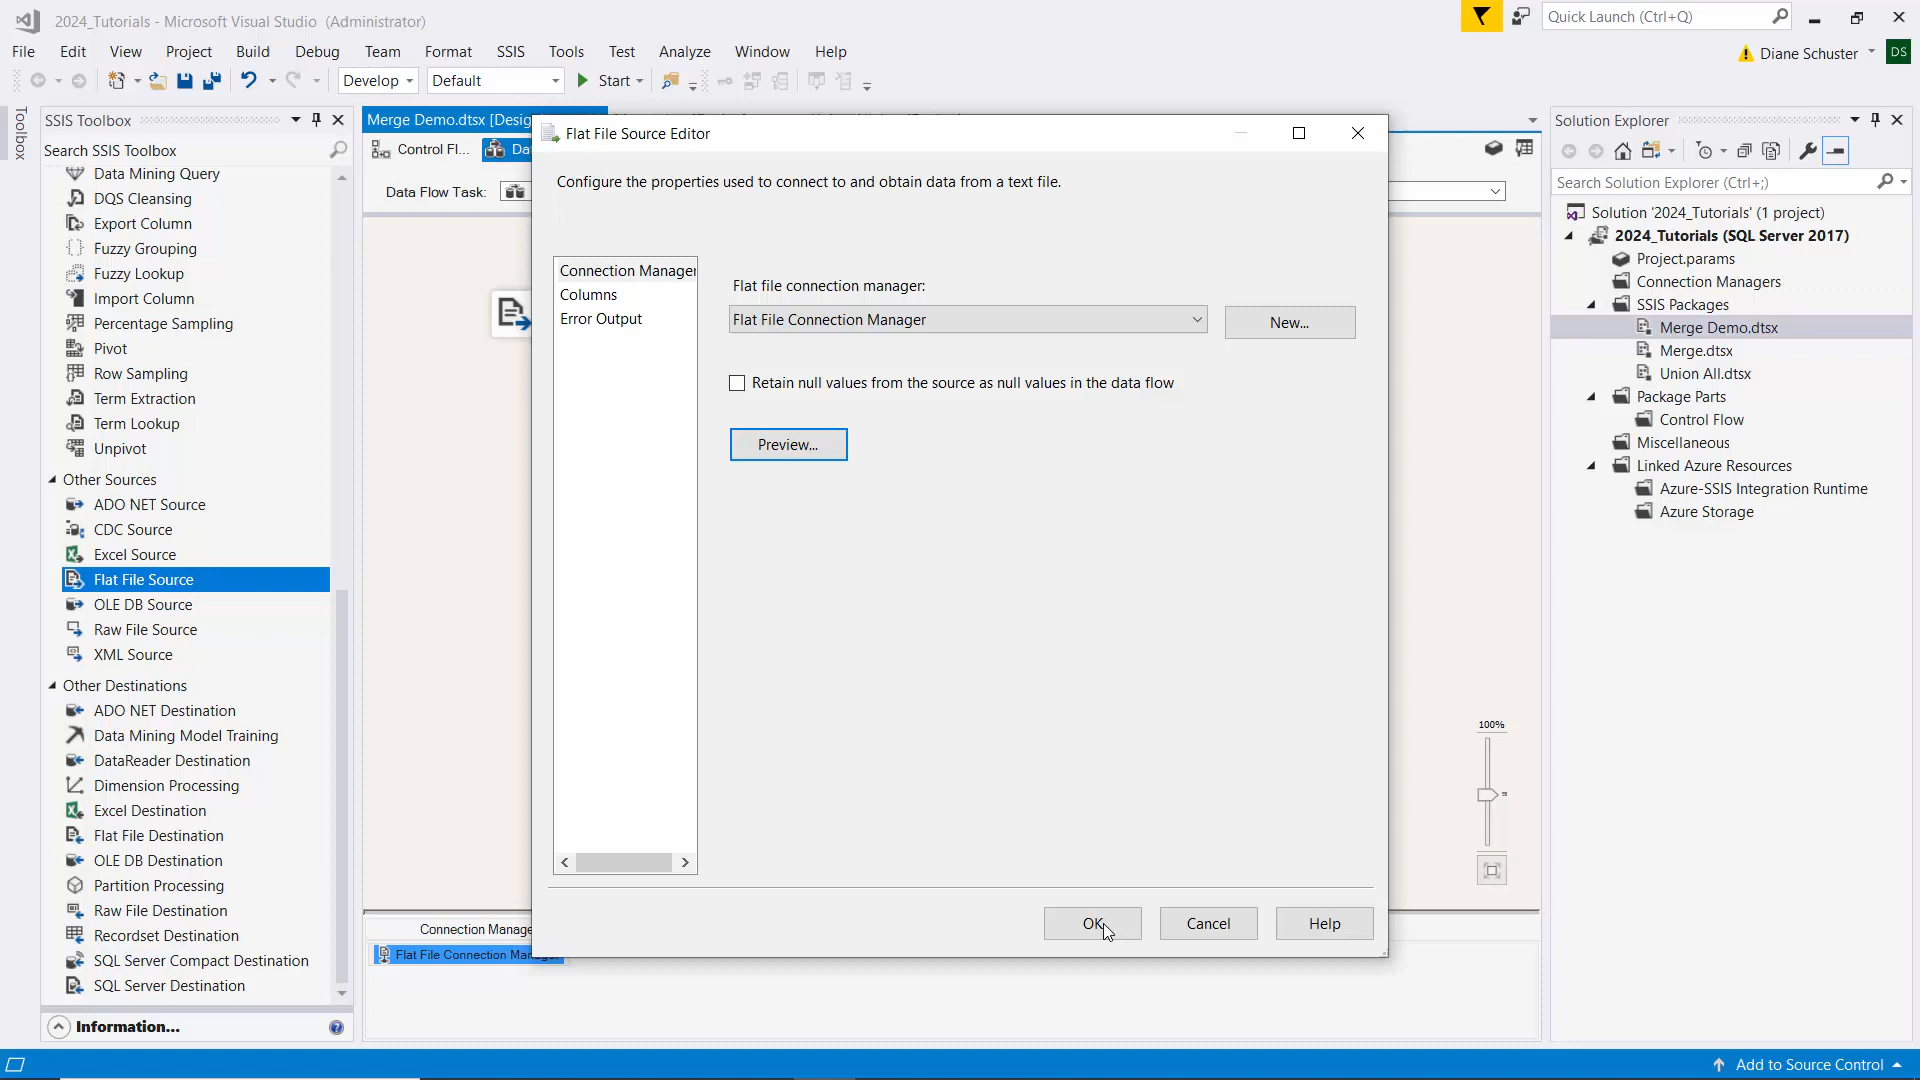 2024_Tutorials - Microsoft Visual Studio (Administrator)
Quick Launch (Ctrl+Q)
File Edit View Project Build Debug Team Format SSIS Tools Test Analyze Window Help
Diane Schuster DS
Develop Default Start
Toolbox
SSIS Toolbox
Search SSIS Toolbox
Data Mining Query
DQS Cleansing
Export Column
Fuzzy Grouping
Fuzzy Lookup
Import Column
Percentage Sampling
Pivot
Row Sampling
Term Extraction
Term Lookup
Unpivot
Other Sources
ADO NET Source
CDC Source
Excel Source
Flat File Source
OLE DB Source
Raw File Source
XML Source
Other Destinations
ADO NET Destination
Data Mining Model Training
DataReader Destination
Dimension Processing
Excel Destination
Flat File Destination
OLE DB Destination
Partition Processing
Raw File Destination
Recordset Destination
SQL Server Compact Destination
SQL Server Destination
Information...
Merge Demo.dtsx [Desig
Control Fl... Da
Data Flow Task:
Flat File Source Editor
Configure the properties used to connect to and obtain data from a text file.
Connection Manager
Columns
Error Output
Flat file connection manager:
Flat File Connection Manager
New...
Retain null values from the source as null values in the data flow
Preview...
OK Cancel Help
100%
Connection Manage
Flat File Connection Manager
Solution Explorer
Search Solution Explorer (Ctrl+;)
Solution '2024_Tutorials' (1 project)
2024_Tutorials (SQL Server 2017)
Project.params
Connection Managers
SSIS Packages
Merge Demo.dtsx
Merge.dtsx
Union All.dtsx
Package Parts
Control Flow
Miscellaneous
Linked Azure Resources
Azure-SSIS Integration Runtime
Azure Storage
Add to Source Control